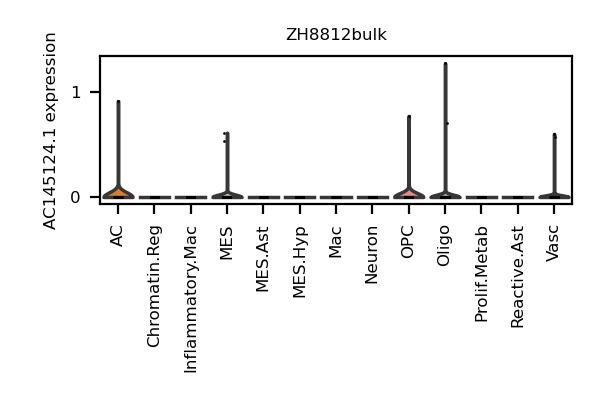 ZH8812bulk
AC145124.1 expression
1
0
AC
Chromatin.Reg
Inflammatory.Mac
MES
MES.Ast
MES.Hyp
Mac
Neuron
OPC
Oligo
Prolif.Metab
Reactive.Ast
Vasc